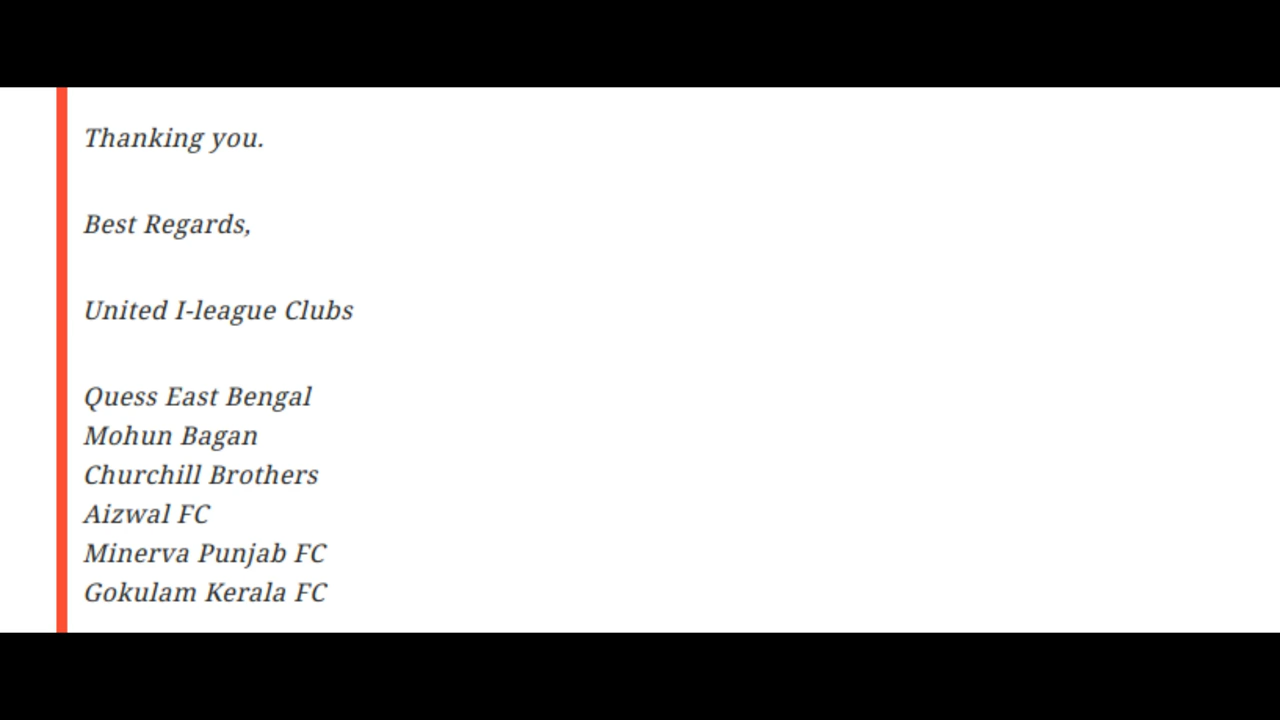 Thanking you.
Best Regards,
United I-league Clubs
Quess East Bengal
Mohun Bagan
Churchill Brothers
Aizwal FC
Minerva Punjab FC
Gokulam Kerala FC